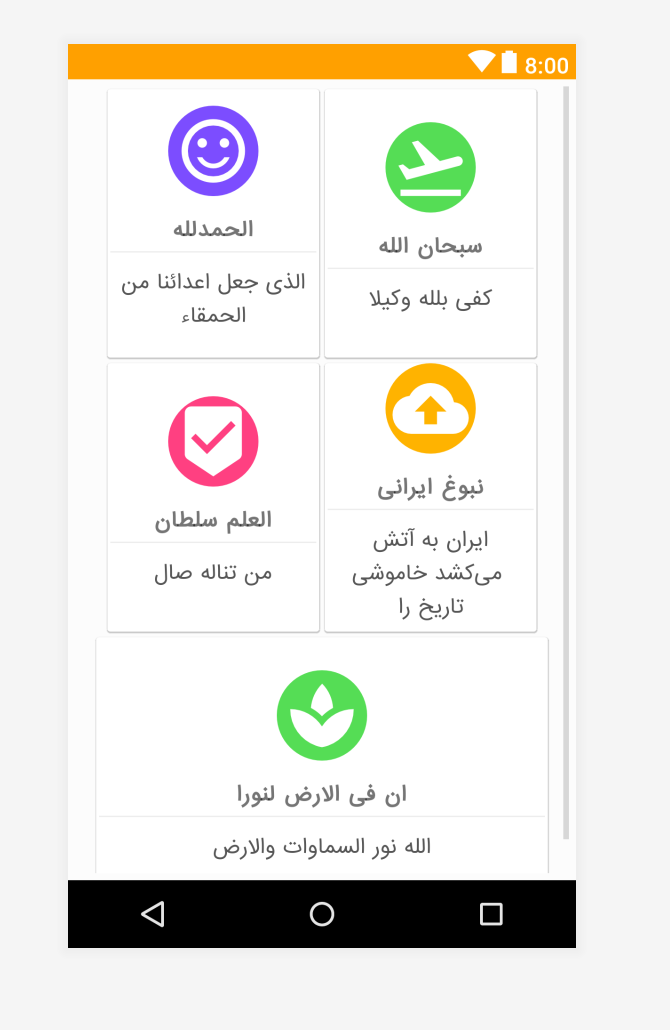 8:00
سبحان الله
کفی بلله وکیلا
الحمدلله
الذی جعل اعدائنا من
الحمقاء
نبوغ ایرانی
ایران به آتش
می‌کشد خاموشی
تاریخ را
العلم سلطان
من تناله صال
ان فی الارض لنورا
الله نور السماوات والارض